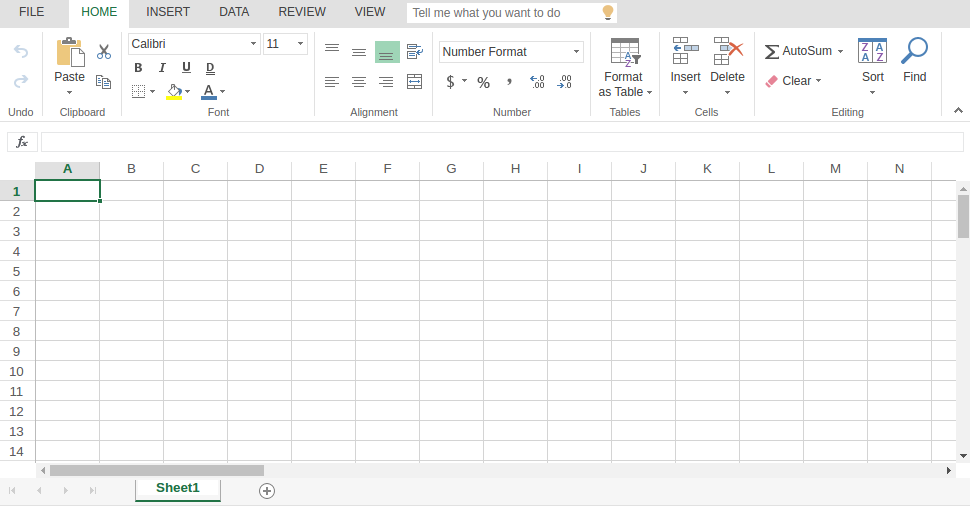 FILE HOME INSERT DATA REVIEW VIEW Tell me what you want to do
Calibri 11
Number Format
AutoSum
B I U D
Paste
Format
as Table
Insert Delete
Clear
Sort Find
$ % , .0 .00
A
Undo Clipboard Font Alignment Number Tables Cells Editing
fx
A B C D E F G H I J K L M N
1
2
3
4
5
6
7
8
9
10
11
12
13
14
Sheet1